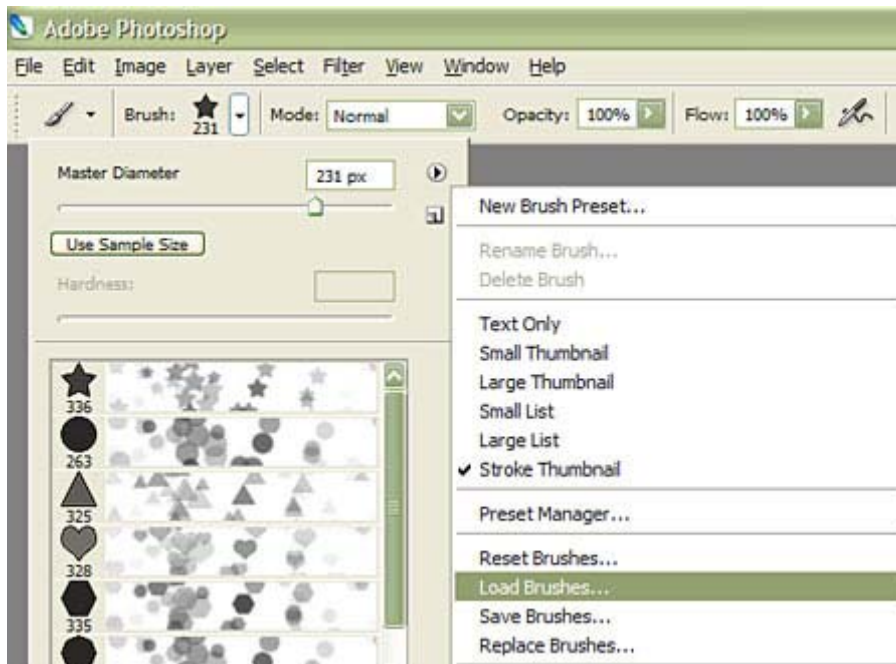 Adobe Photoshop
File Edit Image Layer Select Filter View Window Help
Brush: 231 Mode: Normal Opacity: 100% Flow: 100%
Master Diameter 231 px
Use Sample Size
Hardness:
336
263
325
328
335
New Brush Preset...
Rename Brush...
Delete Brush
Text Only
Small Thumbnail
Large Thumbnail
Small List
Large List
Stroke Thumbnail
Preset Manager...
Reset Brushes...
Load Brushes...
Save Brushes...
Replace Brushes...